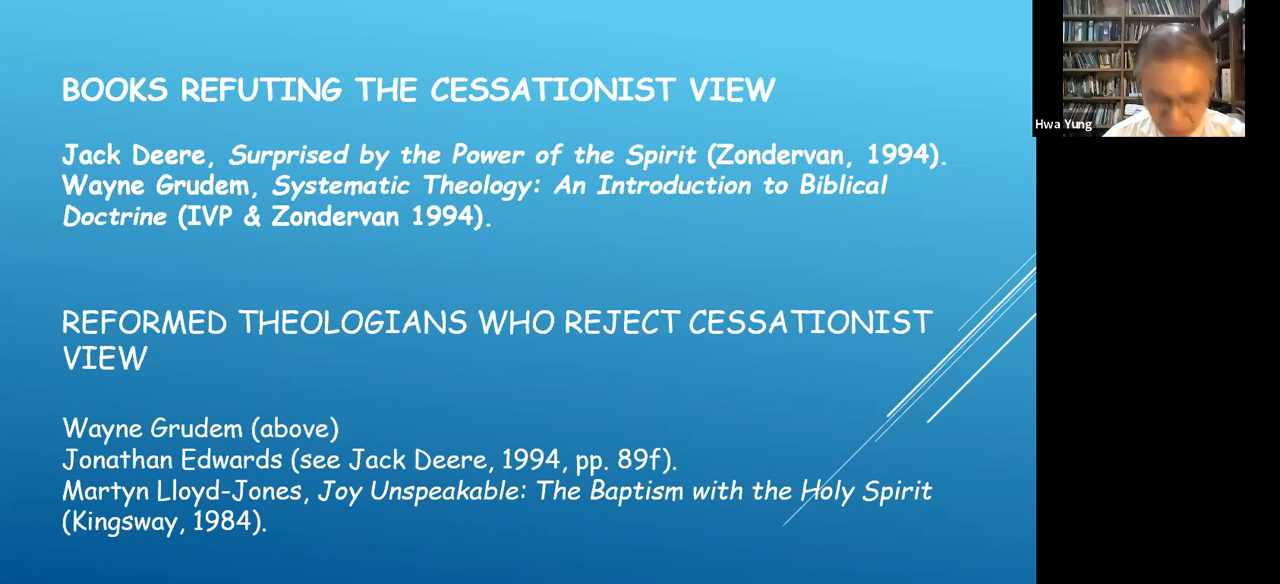 BOOKS REFUTING THE CESSATIONIST VIEW
Jack Deere, Surprised by the Power of the Spirit (Zondervan, 1994).
Wayne Grudem, Systematic Theology: An Introduction to Biblical
Doctrine (IVP & Zondervan 1994).
REFORMED THEOLOGIANS WHO REJECT CESSATIONIST
VIEW
Wayne Grudem (above)
Jonathan Edwards (see Jack Deere, 1994, pp. 89f).
Martyn Lloyd-Jones, Joy Unspeakable: The Baptism with the Holy Spirit
(Kingsway, 1984).
Hwa Yung